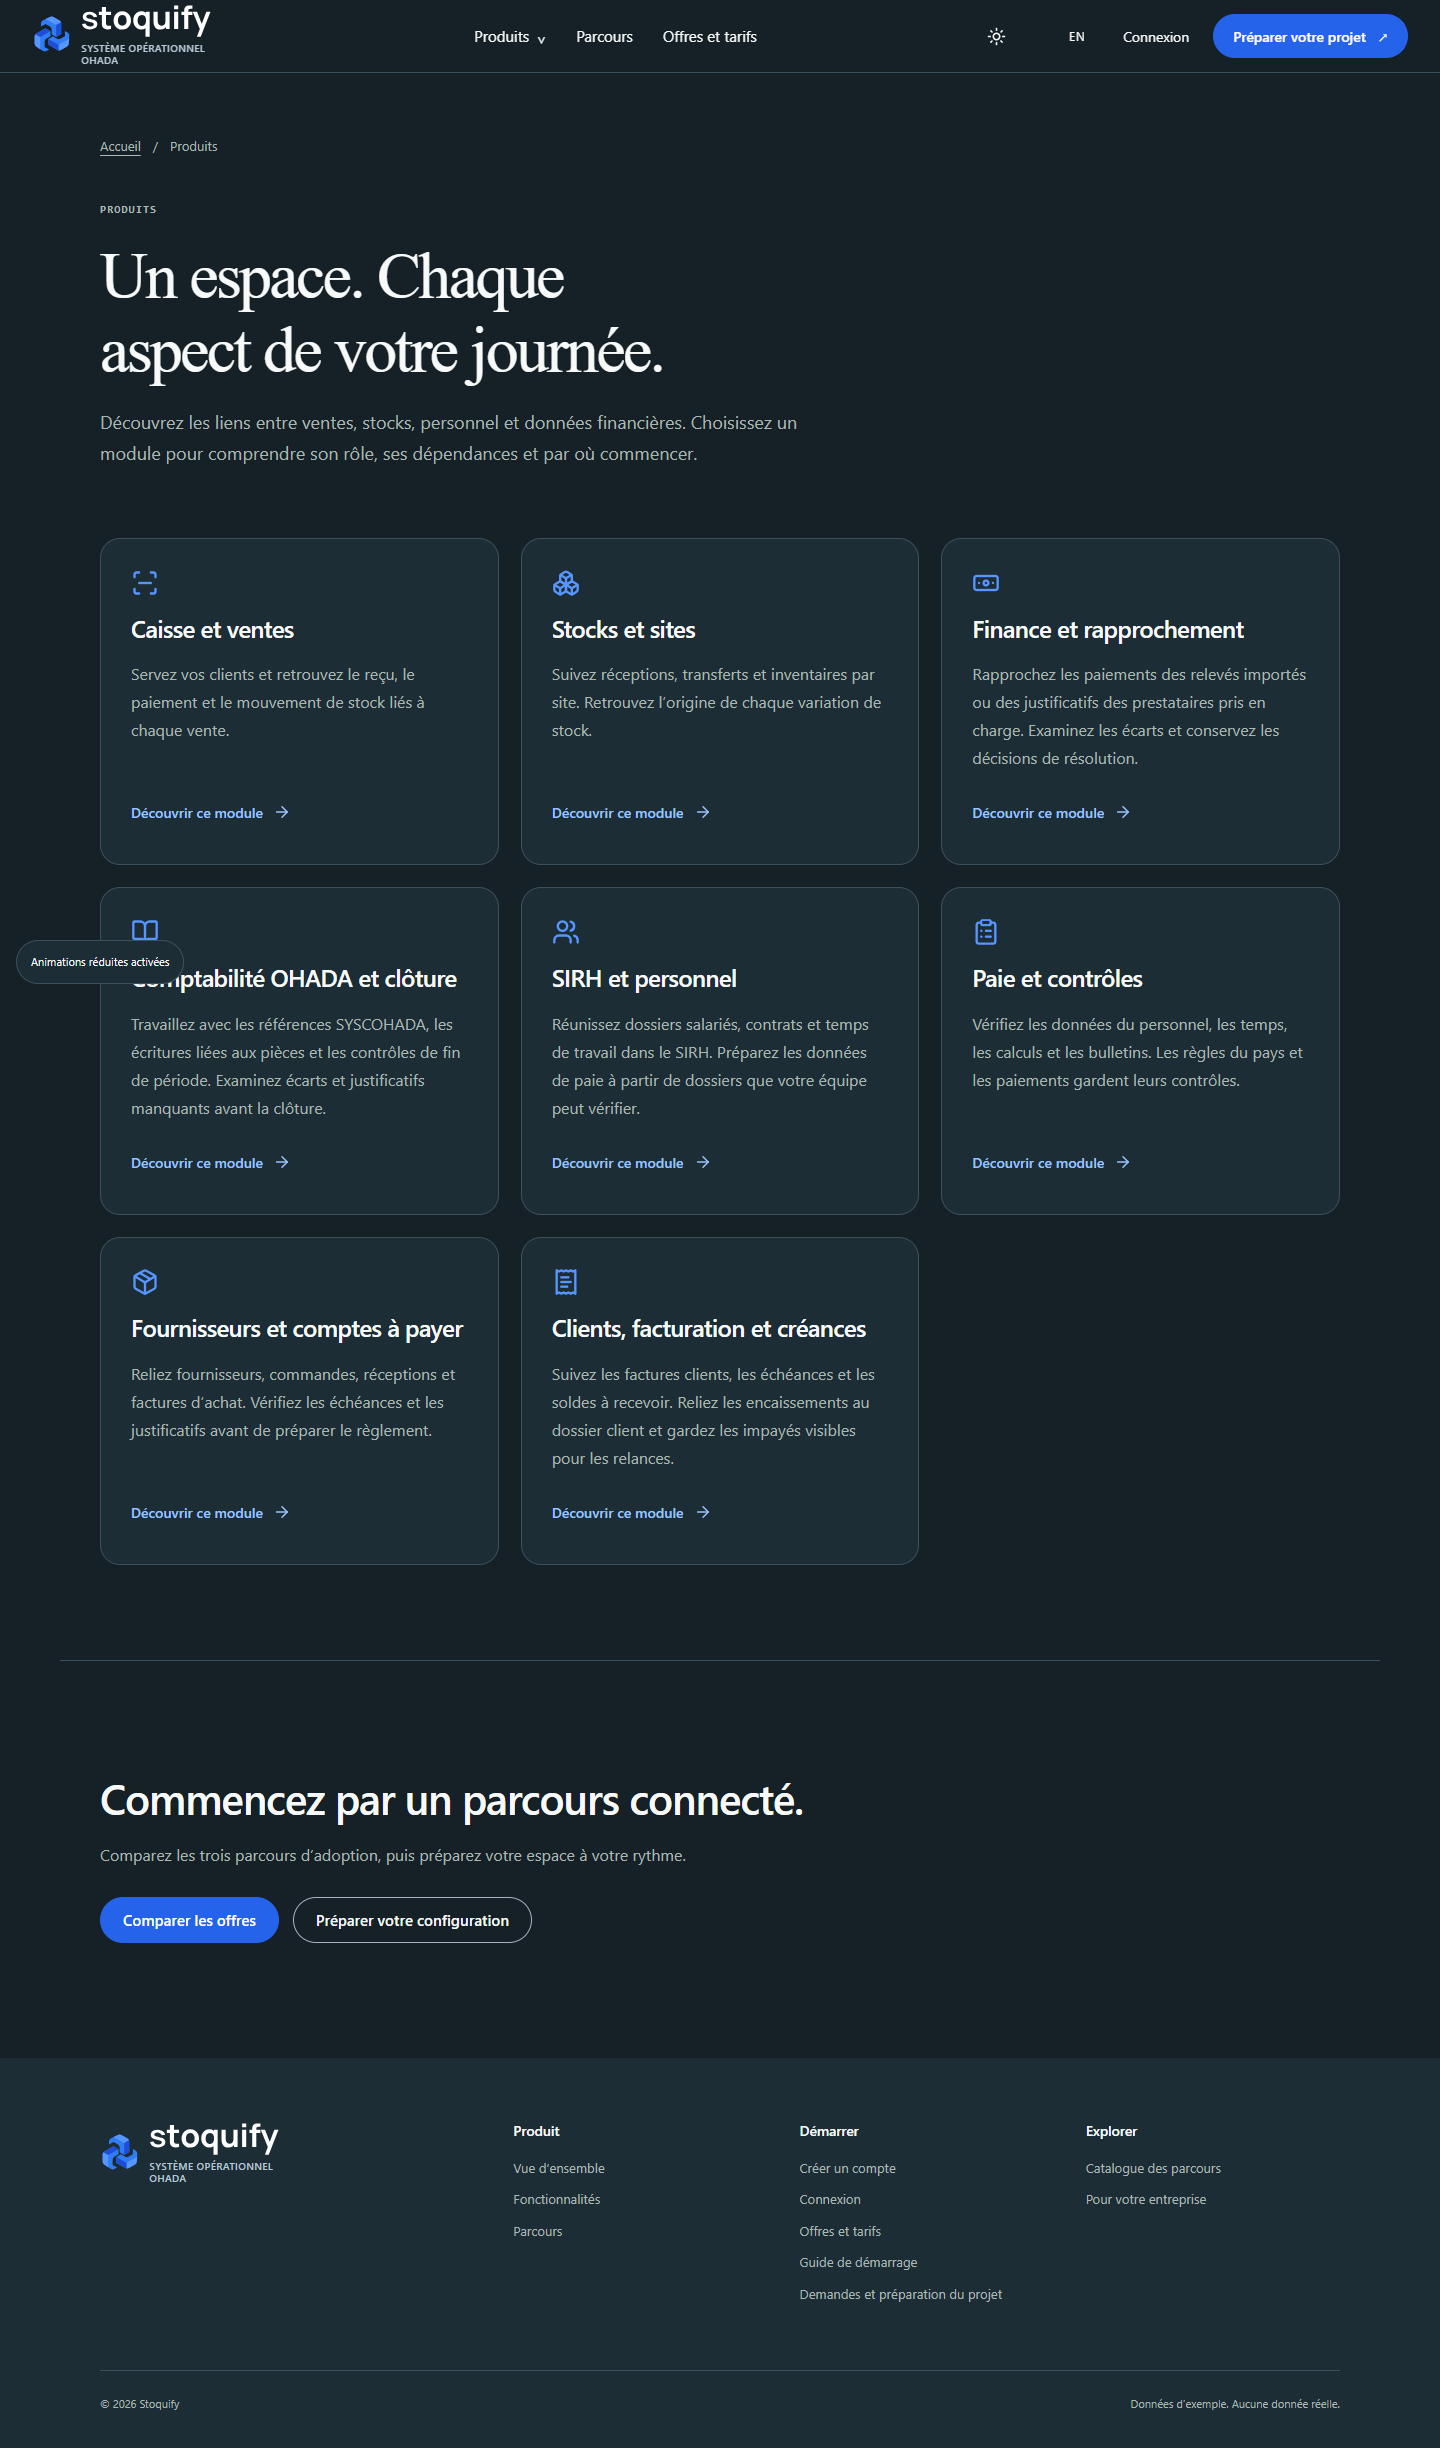 stoquify
SYSTÈME OPÉRATIONNEL
OHADA
Produits
Parcours
Offres et tarifs
EN
Connexion
Préparer votre projet ↗
Accueil / Produits
PRODUITS
Un espace. Chaque
aspect de votre journée.
Découvrez les liens entre ventes, stocks, personnel et données financières. Choisissez un
module pour comprendre son rôle, ses dépendances et par où commencer.
Caisse et ventes
Servez vos clients et retrouvez le reçu, le
paiement et le mouvement de stock liés à
chaque vente.
Découvrir ce module →
Stocks et sites
Suivez réceptions, transferts et inventaires par
site. Retrouvez l’origine de chaque variation de
stock.
Découvrir ce module →
Finance et rapprochement
Rapprochez les paiements des relevés importés
ou des justificatifs des prestataires pris en
charge. Examinez les écarts et conservez les
décisions de résolution.
Découvrir ce module →
Animations réduites activées
Comptabilité OHADA et clôture
Travaillez avec les références SYSCOHADA, les
écritures liées aux pièces et les contrôles de fin
de période. Examinez écarts et justificatifs
manquants avant la clôture.
Découvrir ce module →
SIRH et personnel
Réunissez dossiers salariés, contrats et temps
de travail dans le SIRH. Préparez les données
de paie à partir de dossiers que votre équipe
peut vérifier.
Découvrir ce module →
Paie et contrôles
Vérifiez les données du personnel, les temps,
les calculs et les bulletins. Les règles du pays et
les paiements gardent leurs contrôles.
Découvrir ce module →
Fournisseurs et comptes à payer
Reliez fournisseurs, commandes, réceptions et
factures d’achat. Vérifiez les échéances et les
justificatifs avant de préparer le règlement.
Découvrir ce module →
Clients, facturation et créances
Suivez les factures clients, les échéances et les
soldes à recevoir. Reliez les encaissements au
dossier client et gardez les impayés visibles
pour les relances.
Découvrir ce module →
Commencez par un parcours connecté.
Comparez les trois parcours d’adoption, puis préparez votre espace à votre rythme.
Comparer les offres
Préparer votre configuration
stoquify
SYSTÈME OPÉRATIONNEL
OHADA
Produit
Vue d’ensemble
Fonctionnalités
Parcours
Démarrer
Créer un compte
Connexion
Offres et tarifs
Guide de démarrage
Demandes et préparation du projet
Explorer
Catalogue des parcours
Pour votre entreprise
© 2026 Stoquify
Données d’exemple. Aucune donnée réelle.